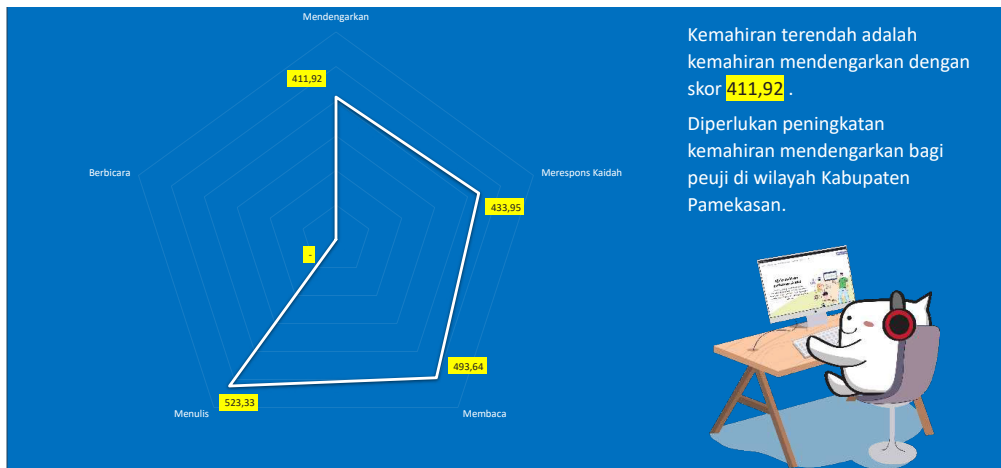 Mendengarkan
411,92
Berbicara
Merespons Kaidah
433,95
-
493,64
523,33
Menulis
Membaca
Kemahiran terendah adalah
kemahiran mendengarkan dengan
skor 411,92 .
Diperlukan peningkatan
kemahiran mendengarkan bagi
peuji di wilayah Kabupaten
Pamekasan.